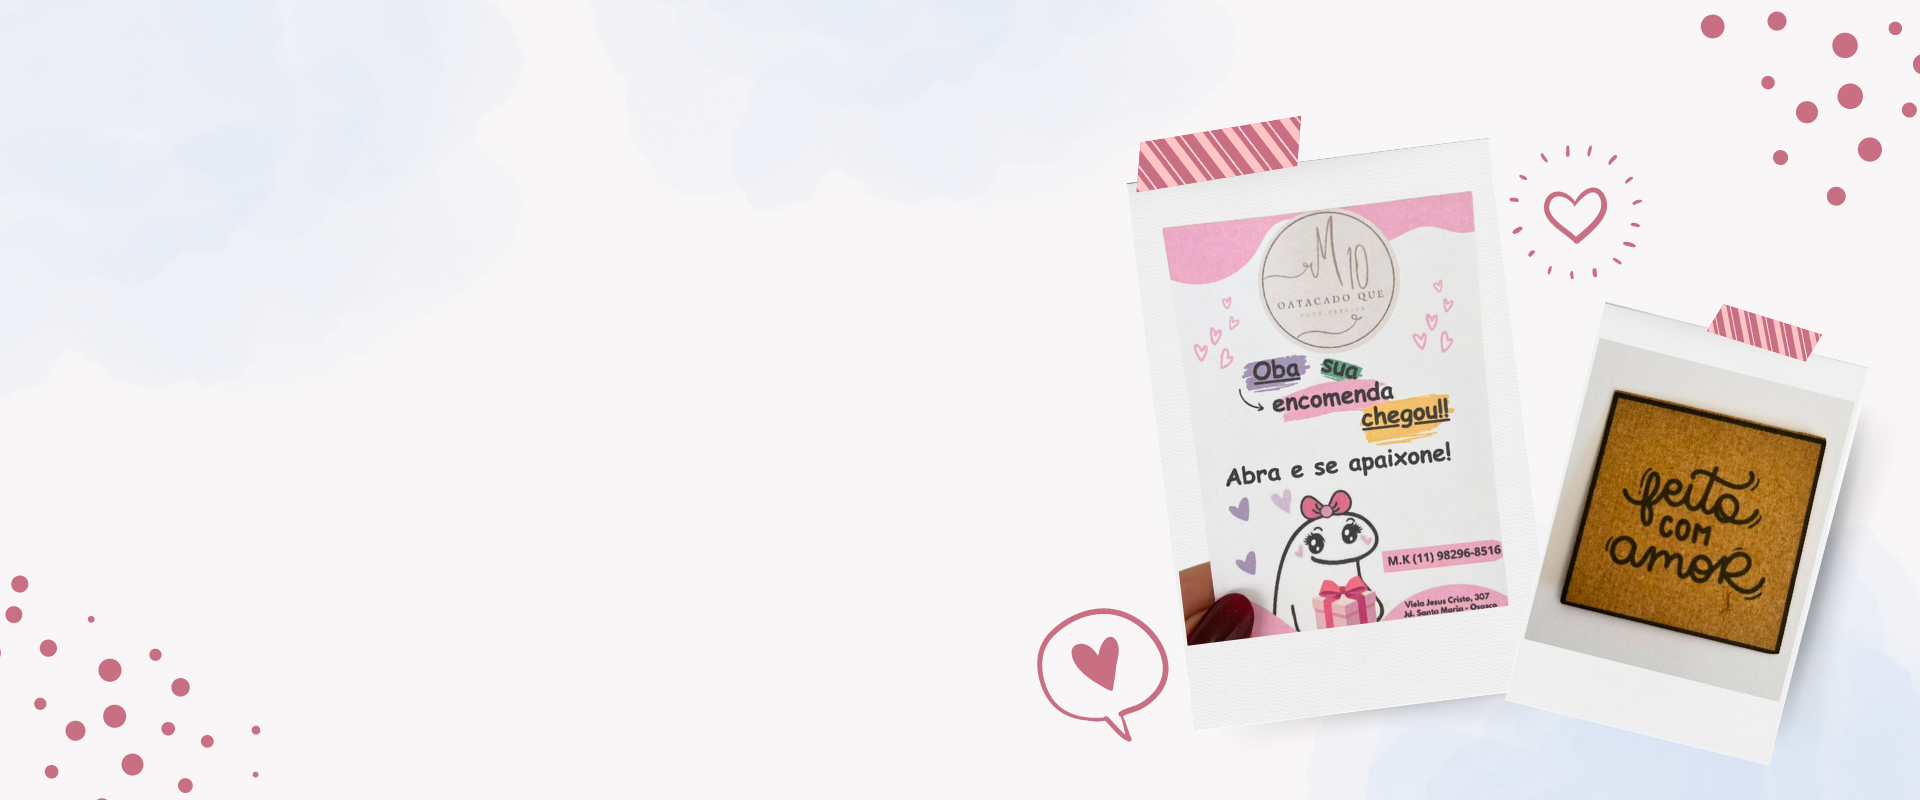 M10
OATACADO QUE
Oba sua
encomenda
chegou!!
Abra e se apaixone!
M.K (11) 98296-8516
Viela Jesus Cristo, 307
Jd. Santa Maria - Osasco
feito
com
amor